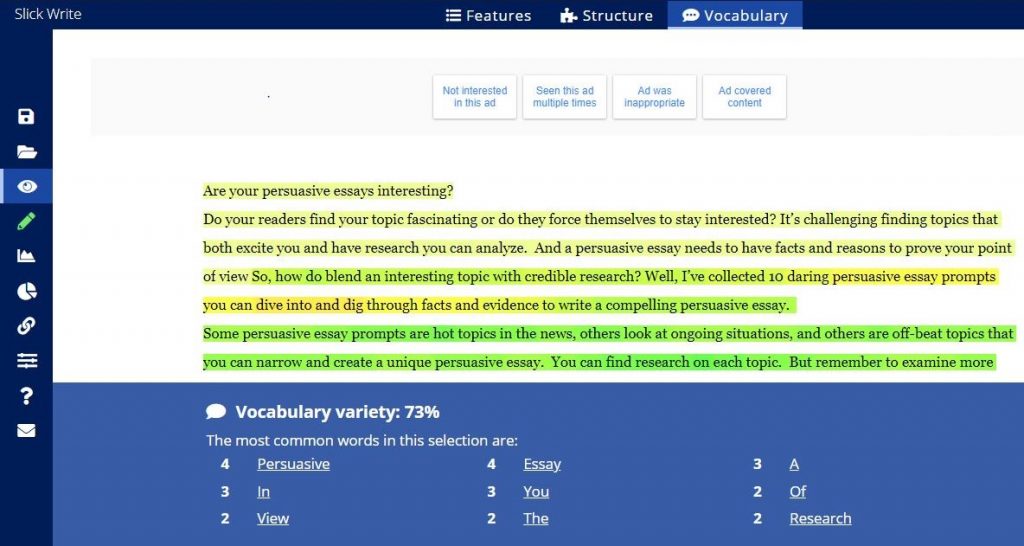 Slick Write
Features
Structure
Vocabulary
Not interested
in this ad
Seen this ad
multiple times
Ad was
inappropriate
Ad covered
content
Are your persuasive essays interesting?
Do your readers find your topic fascinating or do they force themselves to stay interested? It's challenging finding topics that
both excite you and have research you can analyze.  And a persuasive essay needs to have facts and reasons to prove your point
of view So, how do blend an interesting topic with credible research? Well, I've collected 10 daring persuasive essay prompts
you can dive into and dig through facts and evidence to write a compelling persuasive essay.
Some persuasive essay prompts are hot topics in the news, others look at ongoing situations, and others are off-beat topics that
you can narrow and create a unique persuasive essay.  You can find research on each topic.  But remember to examine more
Vocabulary variety: 73%
The most common words in this selection are:
4 Persuasive 4 Essay 3 A
3 In 3 You 2 Of
2 View 2 The 2 Research